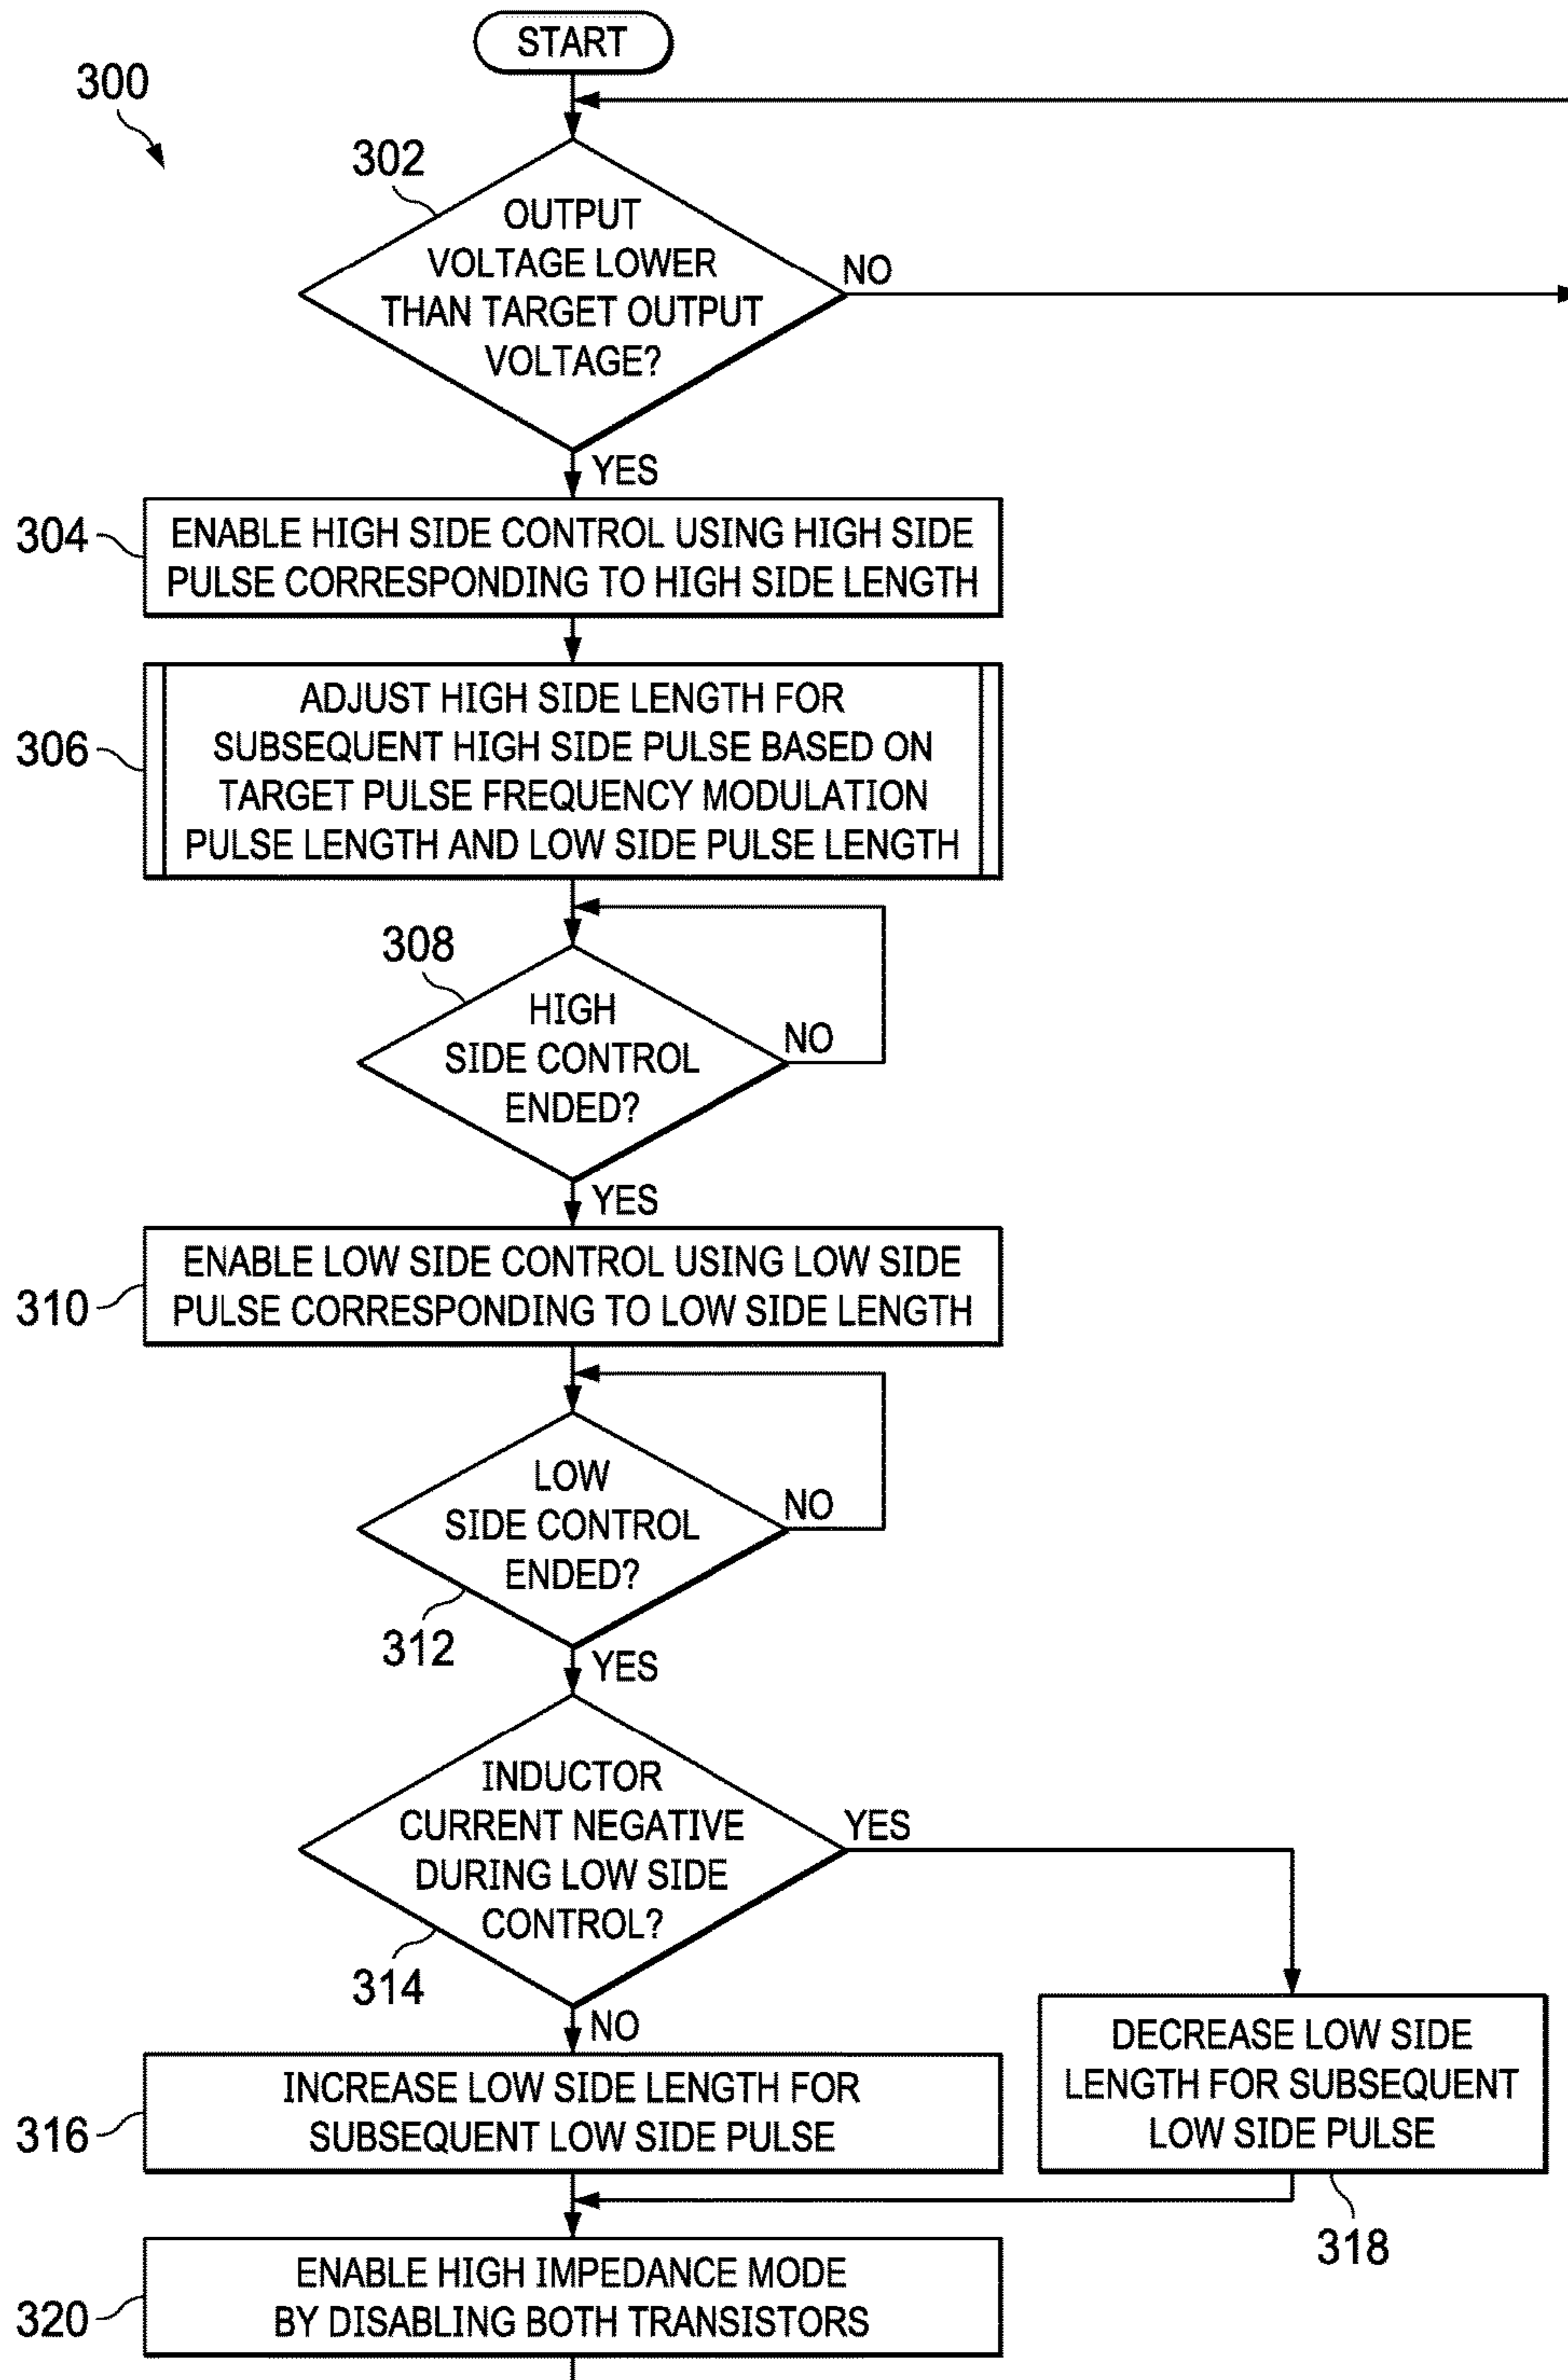 START
300
302
OUTPUT
VOLTAGE LOWER
THAN TARGET OUTPUT
VOLTAGE?
NO
YES
304
ENABLE HIGH SIDE CONTROL USING HIGH SIDE
PULSE CORRESPONDING TO HIGH SIDE LENGTH
306
ADJUST HIGH SIDE LENGTH FOR
SUBSEQUENT HIGH SIDE PULSE BASED ON
TARGET PULSE FREQUENCY MODULATION
PULSE LENGTH AND LOW SIDE PULSE LENGTH
308
HIGH
SIDE CONTROL
ENDED?
NO
YES
310
ENABLE LOW SIDE CONTROL USING LOW SIDE
PULSE CORRESPONDING TO LOW SIDE LENGTH
LOW
SIDE CONTROL
ENDED?
NO
312
YES
INDUCTOR
CURRENT NEGATIVE
DURING LOW SIDE
CONTROL?
YES
314
NO
316
INCREASE LOW SIDE LENGTH FOR
SUBSEQUENT LOW SIDE PULSE
DECREASE LOW SIDE
LENGTH FOR SUBSEQUENT
LOW SIDE PULSE
318
320
ENABLE HIGH IMPEDANCE MODE
BY DISABLING BOTH TRANSISTORS